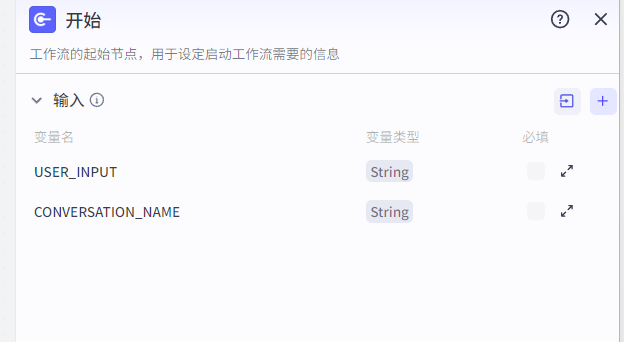 开始
工作流的起始节点，用于设定启动工作流需要的信息
输入
变量名 变量类型 必填
USER_INPUT String
CONVERSATION_NAME String